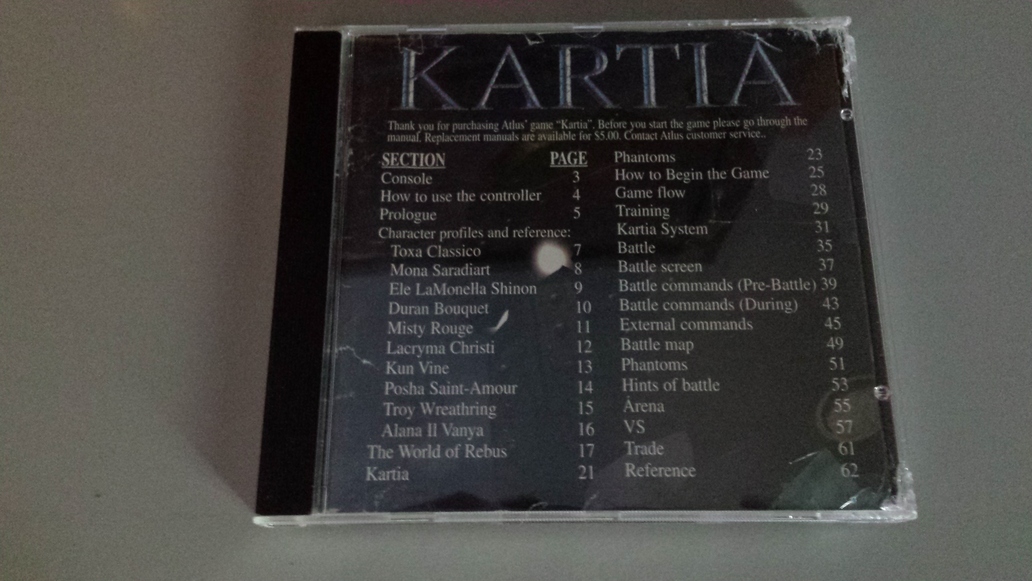 KARTIA
Thank you for purchasing Atlus' game "Kartia". Before you start the game please go through the
manual. Replacement manuals are available for $5.00. Contact Atlus customer service..
SECTION PAGE
Console 3
How to use the controller 4
Prologue 5
Character profiles and reference:
Toxa Classico 7
Mona Saradiart 8
Ele LaMonella Shinon 9
Duran Bouquet 10
Misty Rouge 11
Lacryma Christi 12
Kun Vine 13
Posha Saint-Amour 14
Troy Wreathring 15
Alana II Vanya 16
The World of Rebus 17
Kartia 21
Phantoms 23
How to Begin the Game 25
Game flow 28
Training 29
Kartia System 31
Battle 35
Battle screen 37
Battle commands (Pre-Battle) 39
Battle commands (During) 43
External commands 45
Battle map 49
Phantoms 51
Hints of battle 53
Arena 55
VS 57
Trade 61
Reference 62